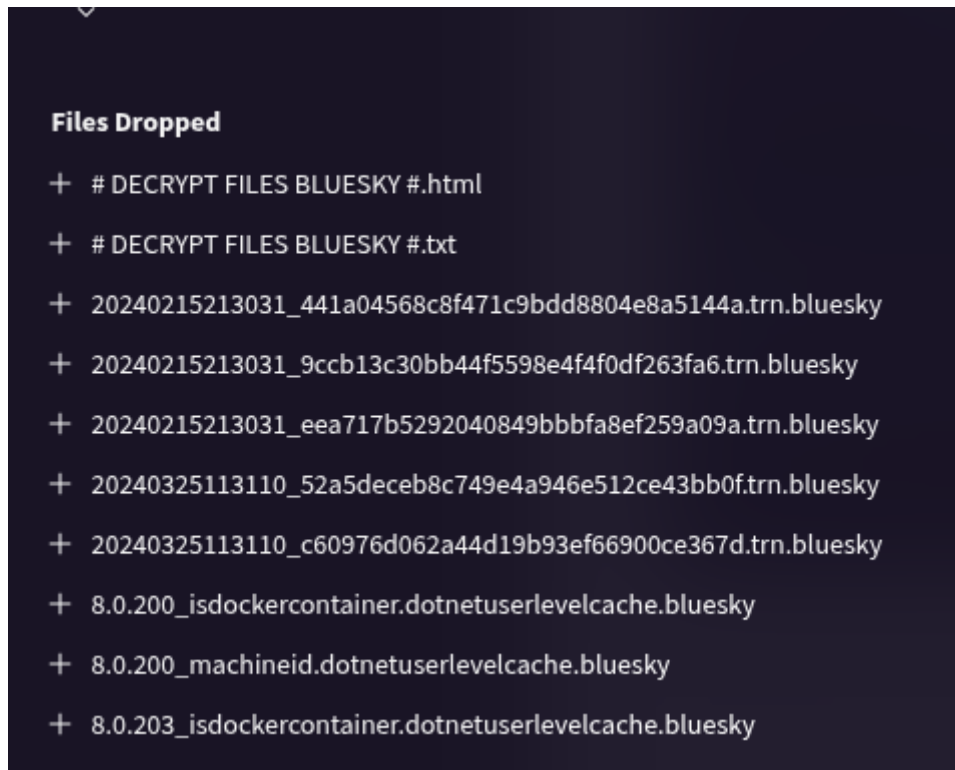 Files Dropped
+ # DECRYPT FILES BLUESKY #.html
+ # DECRYPT FILES BLUESKY #.txt
+ 20240215213031_441a04568c8f471c9bdd8804e8a5144a.trn.bluesky
+ 20240215213031_9ccb13c30bb44f5598e4f4f0df263fa6.trn.bluesky
+ 20240215213031_eea717b5292040849bbbfa8ef259a09a.trn.bluesky
+ 20240325113110_52a5deceb8c749e4a946e512ce43bb0f.trn.bluesky
+ 20240325113110_c60976d062a44d19b93ef66900ce367d.trn.bluesky
+ 8.0.200_isdockercontainer.dotnetuserlevelcache.bluesky
+ 8.0.200_machineid.dotnetuserlevelcache.bluesky
+ 8.0.203_isdockercontainer.dotnetuserlevelcache.bluesky